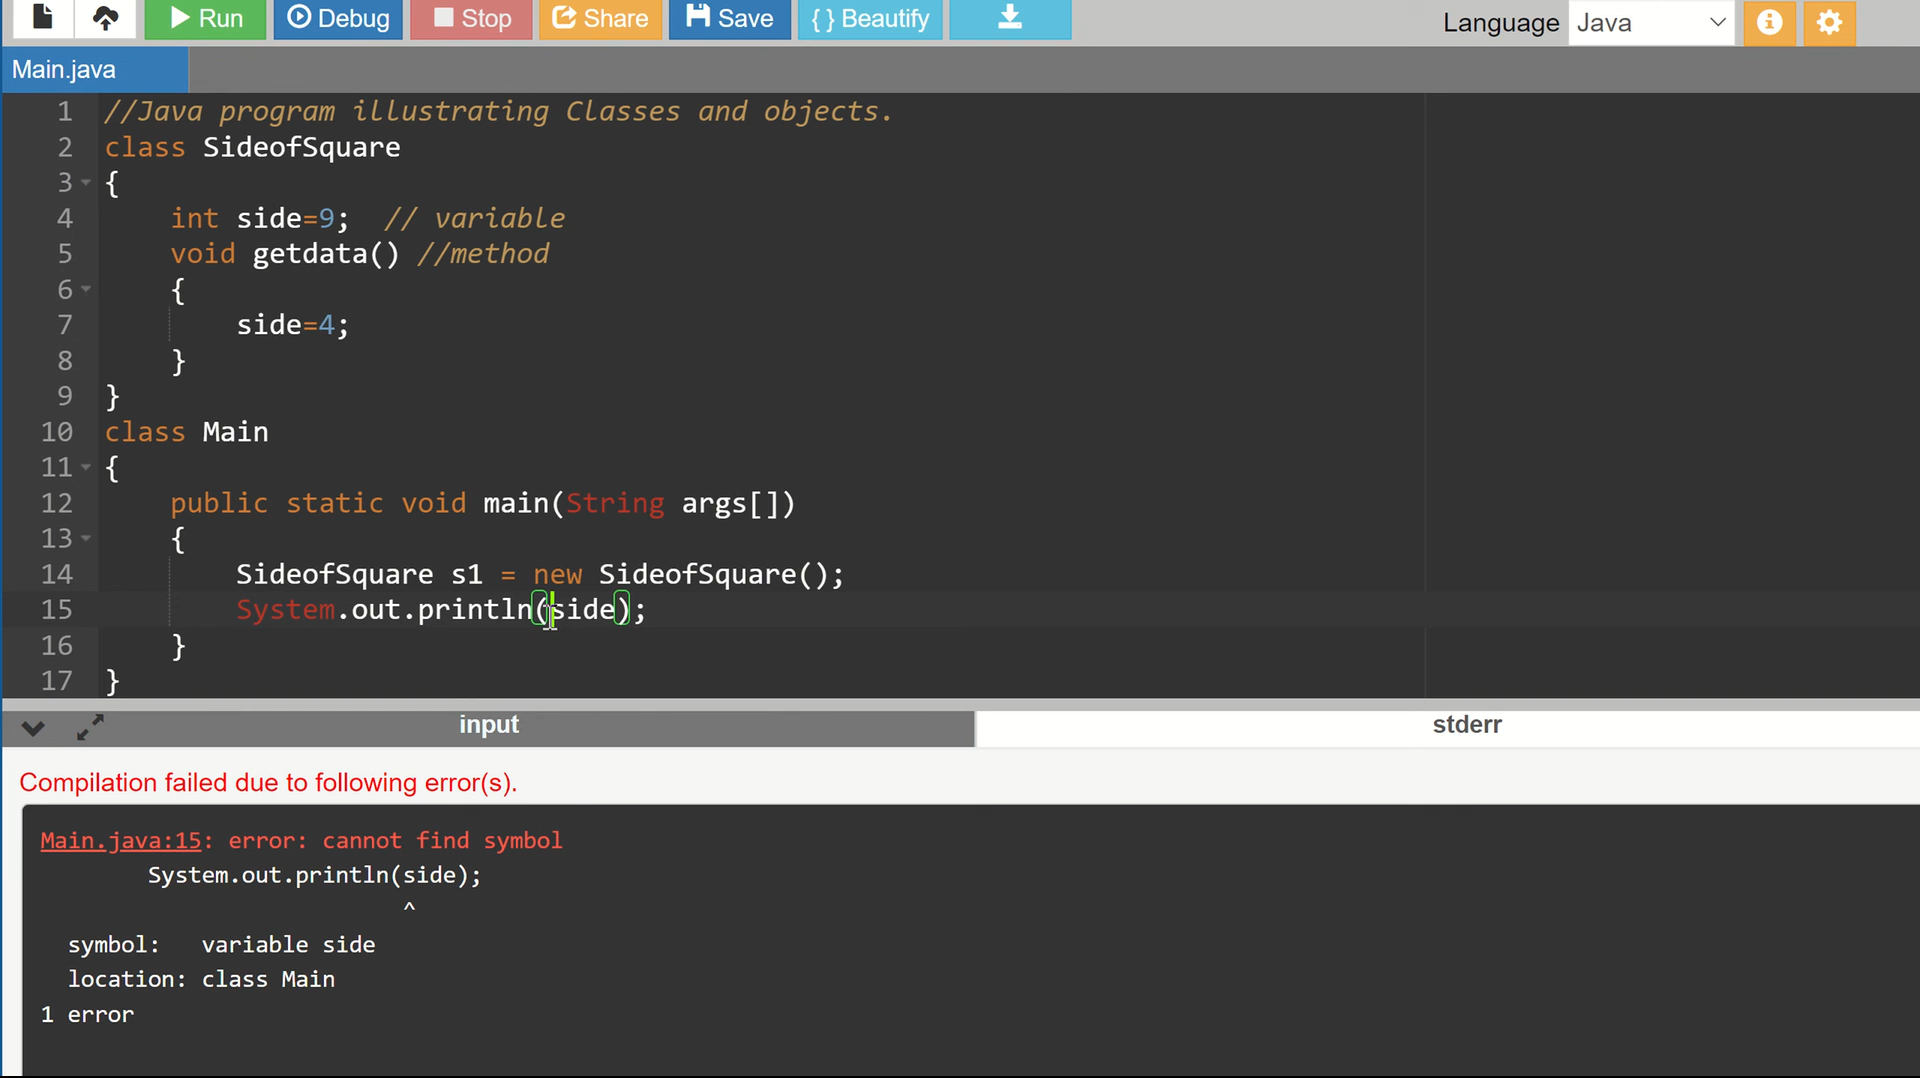 Run Debug Stop Share Save { } Beautify Language Java
Main.java
1 //Java program illustrating Classes and objects.
2 class SideofSquare
3 {
4 int side=9; // variable
5 void getdata() //method
6 {
7 side=4;
8 }
9 }
10 class Main
11 {
12 public static void main(String args[])
13 {
14 SideofSquare s1 = new SideofSquare();
15 System.out.println(side);
16 }
17 }
input stderr
Compilation failed due to following error(s).
Main.java:15: error: cannot find symbol
System.out.println(side);
^
symbol: variable side
location: class Main
1 error